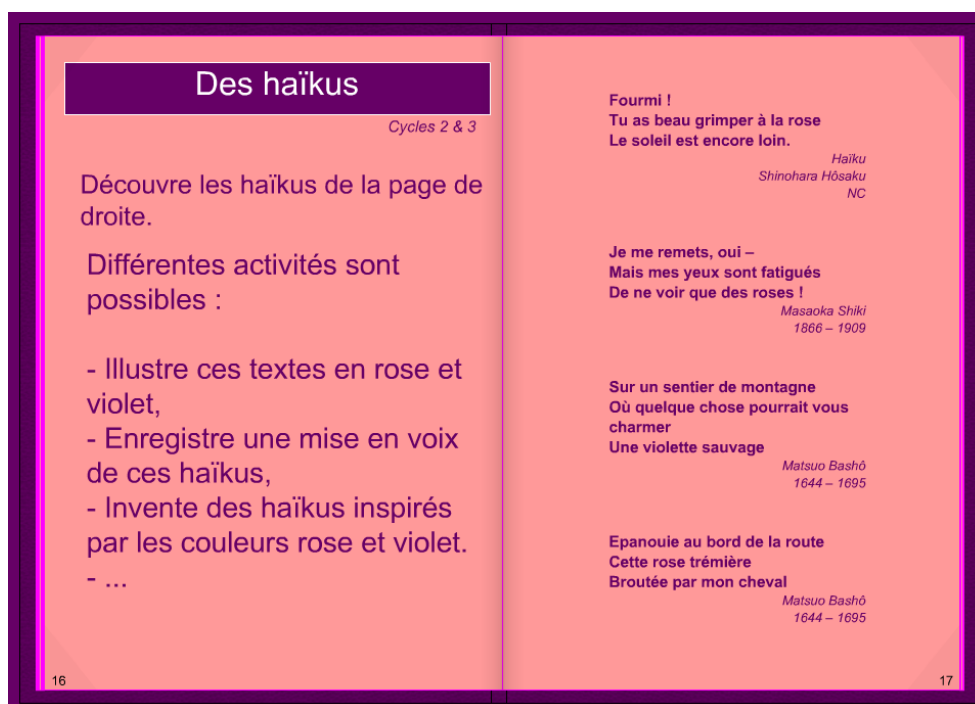 Des haïkus
Cycles 2 & 3
Découvre les haïkus de la page de
droite.
Différentes activités sont
possibles :
- Illustre ces textes en rose et
violet,
- Enregistre une mise en voix
de ces haïkus,
- Invente des haïkus inspirés
par les couleurs rose et violet.
- ...
16
Fourmi !
Tu as beau grimper à la rose
Le soleil est encore loin.
Haïku
Shinohara Hôsaku
NC
Je me remets, oui –
Mais mes yeux sont fatigués
De ne voir que des roses !
Masaoka Shiki
1866 – 1909
Sur un sentier de montagne
Où quelque chose pourrait vous
charmer
Une violette sauvage
Matsuo Bashô
1644 – 1695
Epanouie au bord de la route
Cette rose trémière
Broutée par mon cheval
Matsuo Bashô
1644 – 1695
17